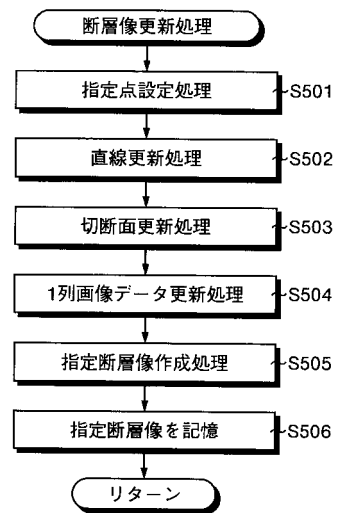 断層像更新処理
指定点設定処理 S501
直線更新処理 S502
切断面更新処理 S503
1列画像データ更新処理 S504
指定断層像作成処理 S505
指定断層像を記憶 S506
リターン